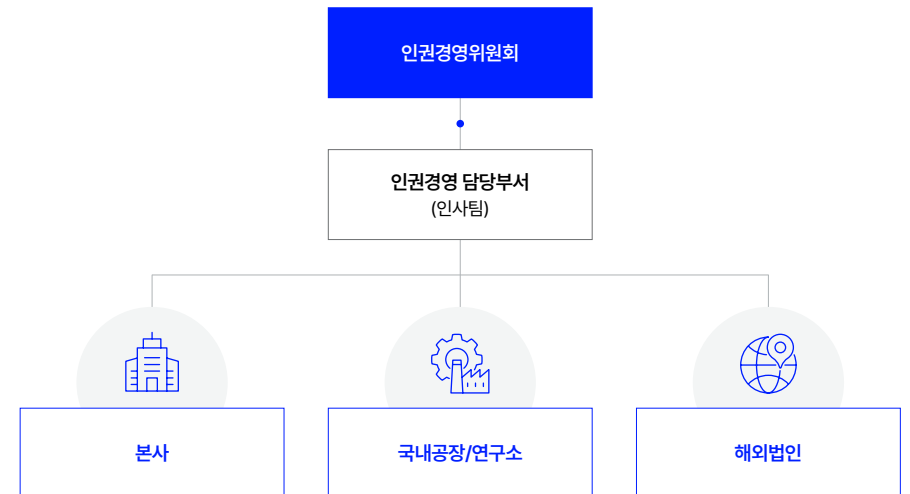 인권경영위원회
인권경영 담당부서
(인사팀)
본사
국내공장/연구소
해외법인